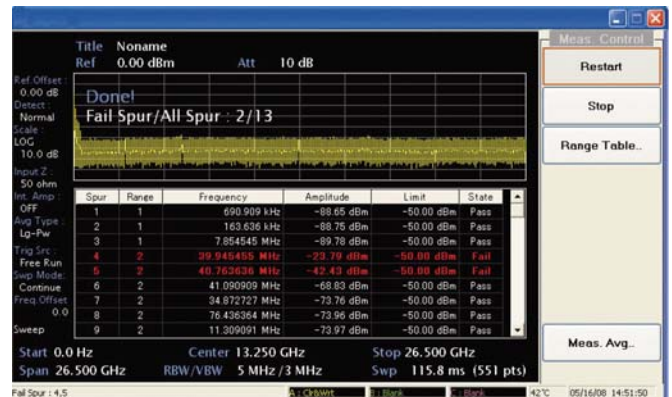 Meas. Control
Title Noname
Ref 0.00 dBm Att 10 dB
Restart
Stop
Range Table..
Meas. Avg..
Ref.Offset :
0.00 dB
Detect :
Normal
Scale :
LOG
10.0 dB
Input Z :
50 ohm
Int. Amp :
OFF
Avg Type :
Lg-Pw
Trig Src :
Free Run
Swp Mode:
Continue
Freq.Offset
0.0
Sweep
Done!
Fail Spur/All Spur : 2/13
Spur Range Frequency Amplitude Limit State
1 1 690.909 kHz -88.65 dBm -50.00 dBm Pass
2 1 163.636 kHz -88.75 dBm -50.00 dBm Pass
3 1 7.854545 MHz -89.78 dBm -50.00 dBm Pass
4 2 39.945455 MHz -23.79 dBm -50.00 dBm Fail
5 2 40.763636 MHz -42.43 dBm -50.00 dBm Fail
6 2 41.090909 MHz -68.83 dBm -50.00 dBm Pass
7 2 34.872727 MHz -73.76 dBm -50.00 dBm Pass
8 2 76.436364 MHz -73.96 dBm -50.00 dBm Pass
9 2 11.309091 MHz -73.97 dBm -50.00 dBm Pass
Start 0.0 Hz Center 13.250 GHz Stop 26.500 GHz
Span 26.500 GHz RBW/VBW 5 MHz /3 MHz Swp 115.8 ms (551 pts)
Fail Spur : 4,5 A : Clr&Wrt B : Blank C : Blank 42°C 05/16/08 14:51:50